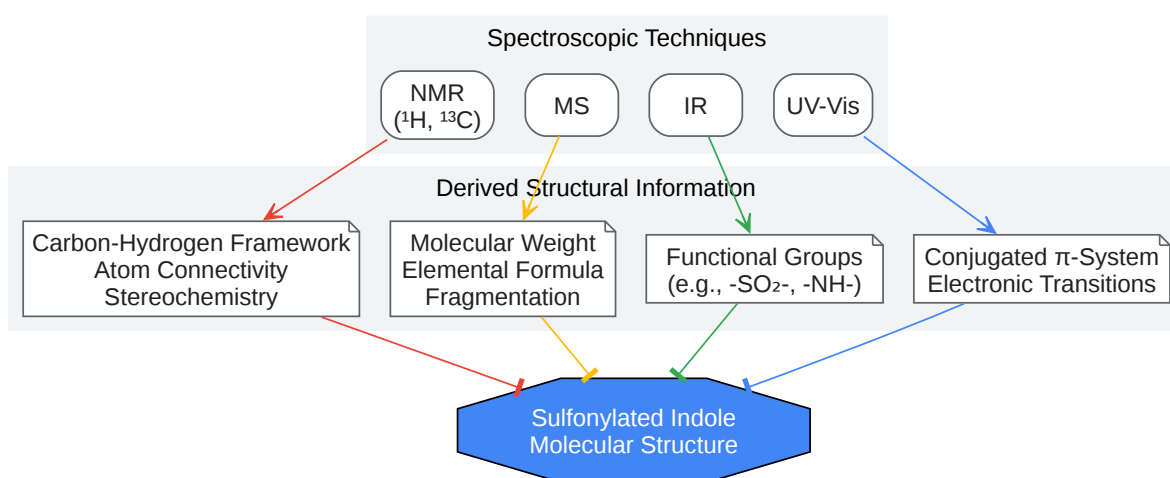 Spectroscopic Techniques
NMR
(¹H, ¹³C)
MS
IR
UV-Vis
Derived Structural Information
Carbon-Hydrogen Framework
Atom Connectivity
Stereochemistry
Molecular Weight
Elemental Formula
Fragmentation
Functional Groups
(e.g., -SO₂-, -NH-)
Conjugated π-System
Electronic Transitions
Sulfonylated Indole
Molecular Structure